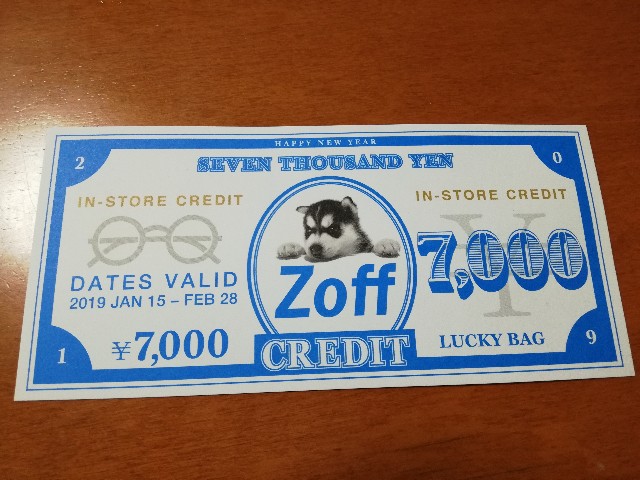 HAPPY NEW YEAR
2
SEVEN THOUSAND YEN
0
IN-STORE CREDIT
IN-STORE CREDIT
7,000
Y
DATES VALID
2019 JAN 15 – FEB 28
Zoff
¥7,000
CREDIT
LUCKY BAG
1
9